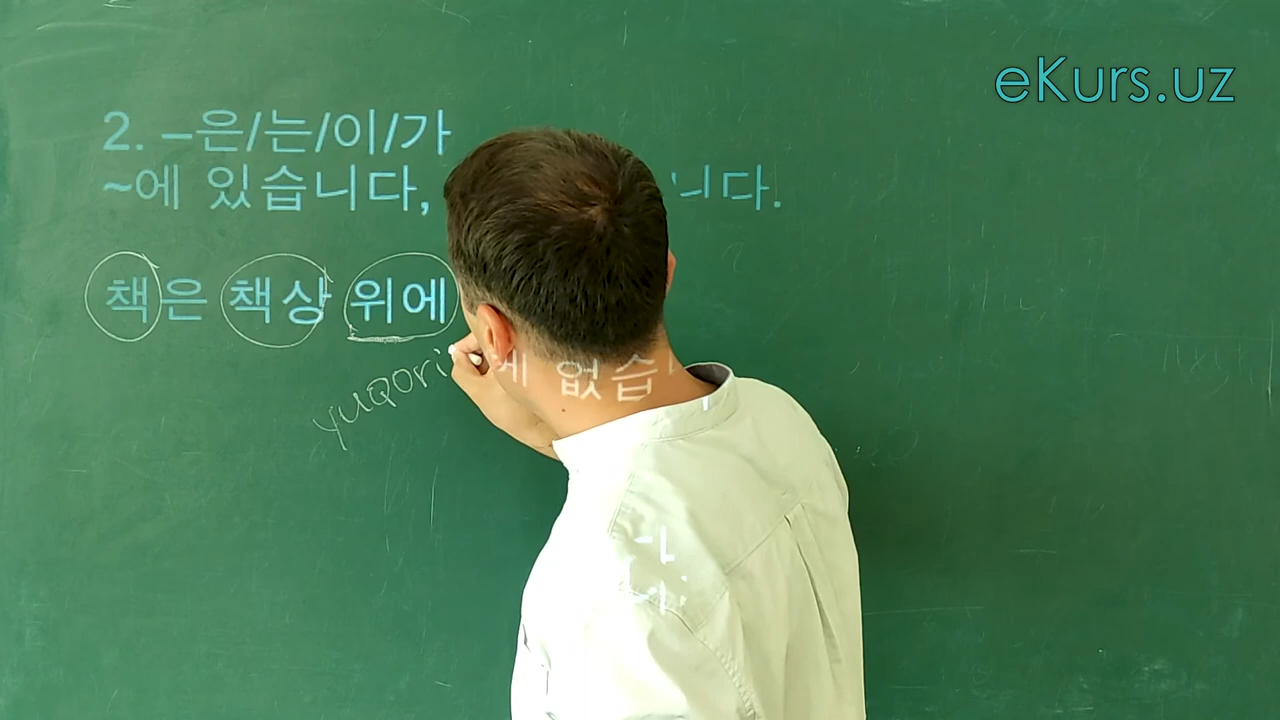 eKurs.uz
2. –은/는/이/가
~에 있습니다, 니다.
책은 책상 위에
yuqori
에 없습